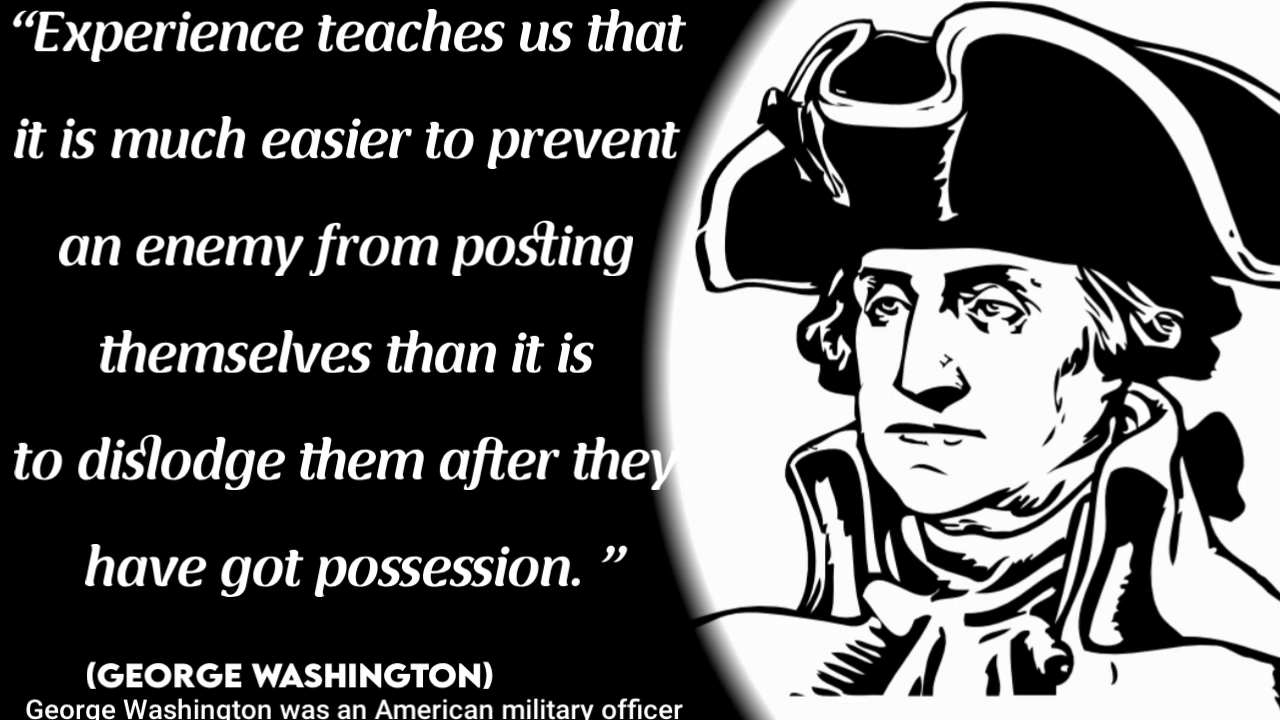 “Experience teaches us that
it is much easier to prevent
an enemy from posting
themselves than it is
to dislodge them after they
have got possession. ”
(GEORGE WASHINGTON)
George Washington was an American military officer